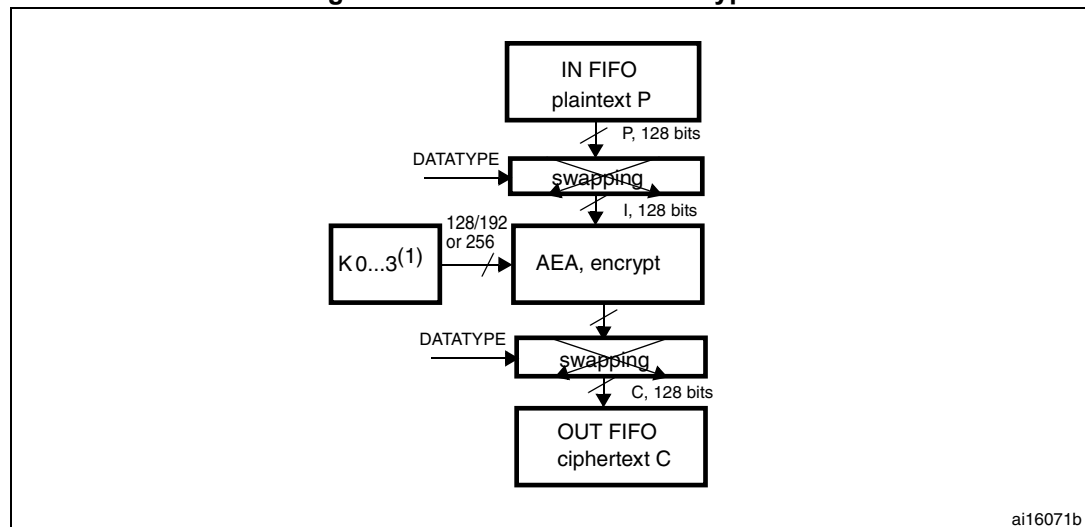 IN FIFO
plaintext P
P, 128 bits
DATATYPE
swapping
I, 128 bits
128/192
or 256
K 0...3(1)
AEA, encrypt
DATATYPE
swapping
C, 128 bits
OUT FIFO
ciphertext C
ai16071b